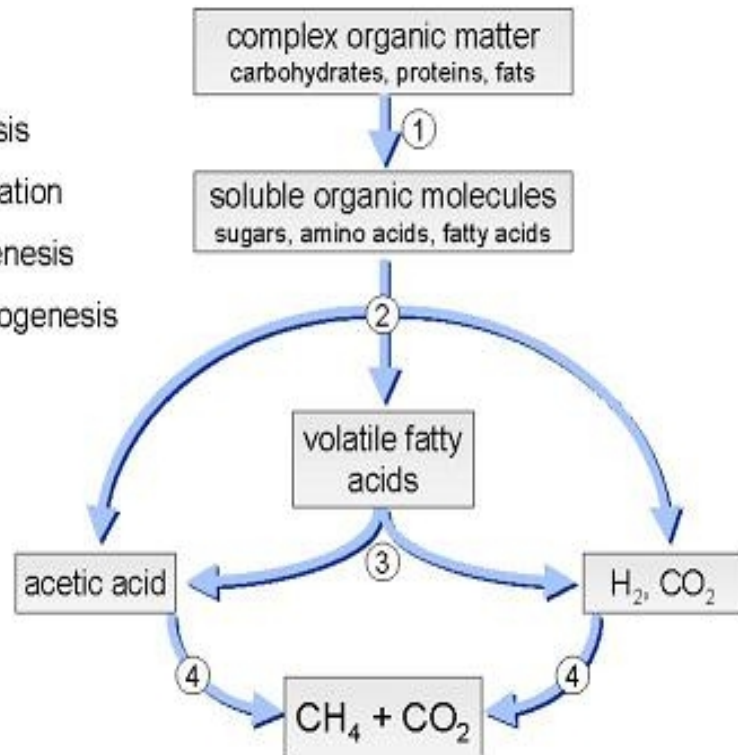 complex organic matter
carbohydrates, proteins, fats
1
sis
ation
enesis
ogenesis
soluble organic molecules
sugars, amino acids, fatty acids
2
volatile fatty
acids
3
acetic acid
H₂, CO₂
4
4
CH₄ + CO₂